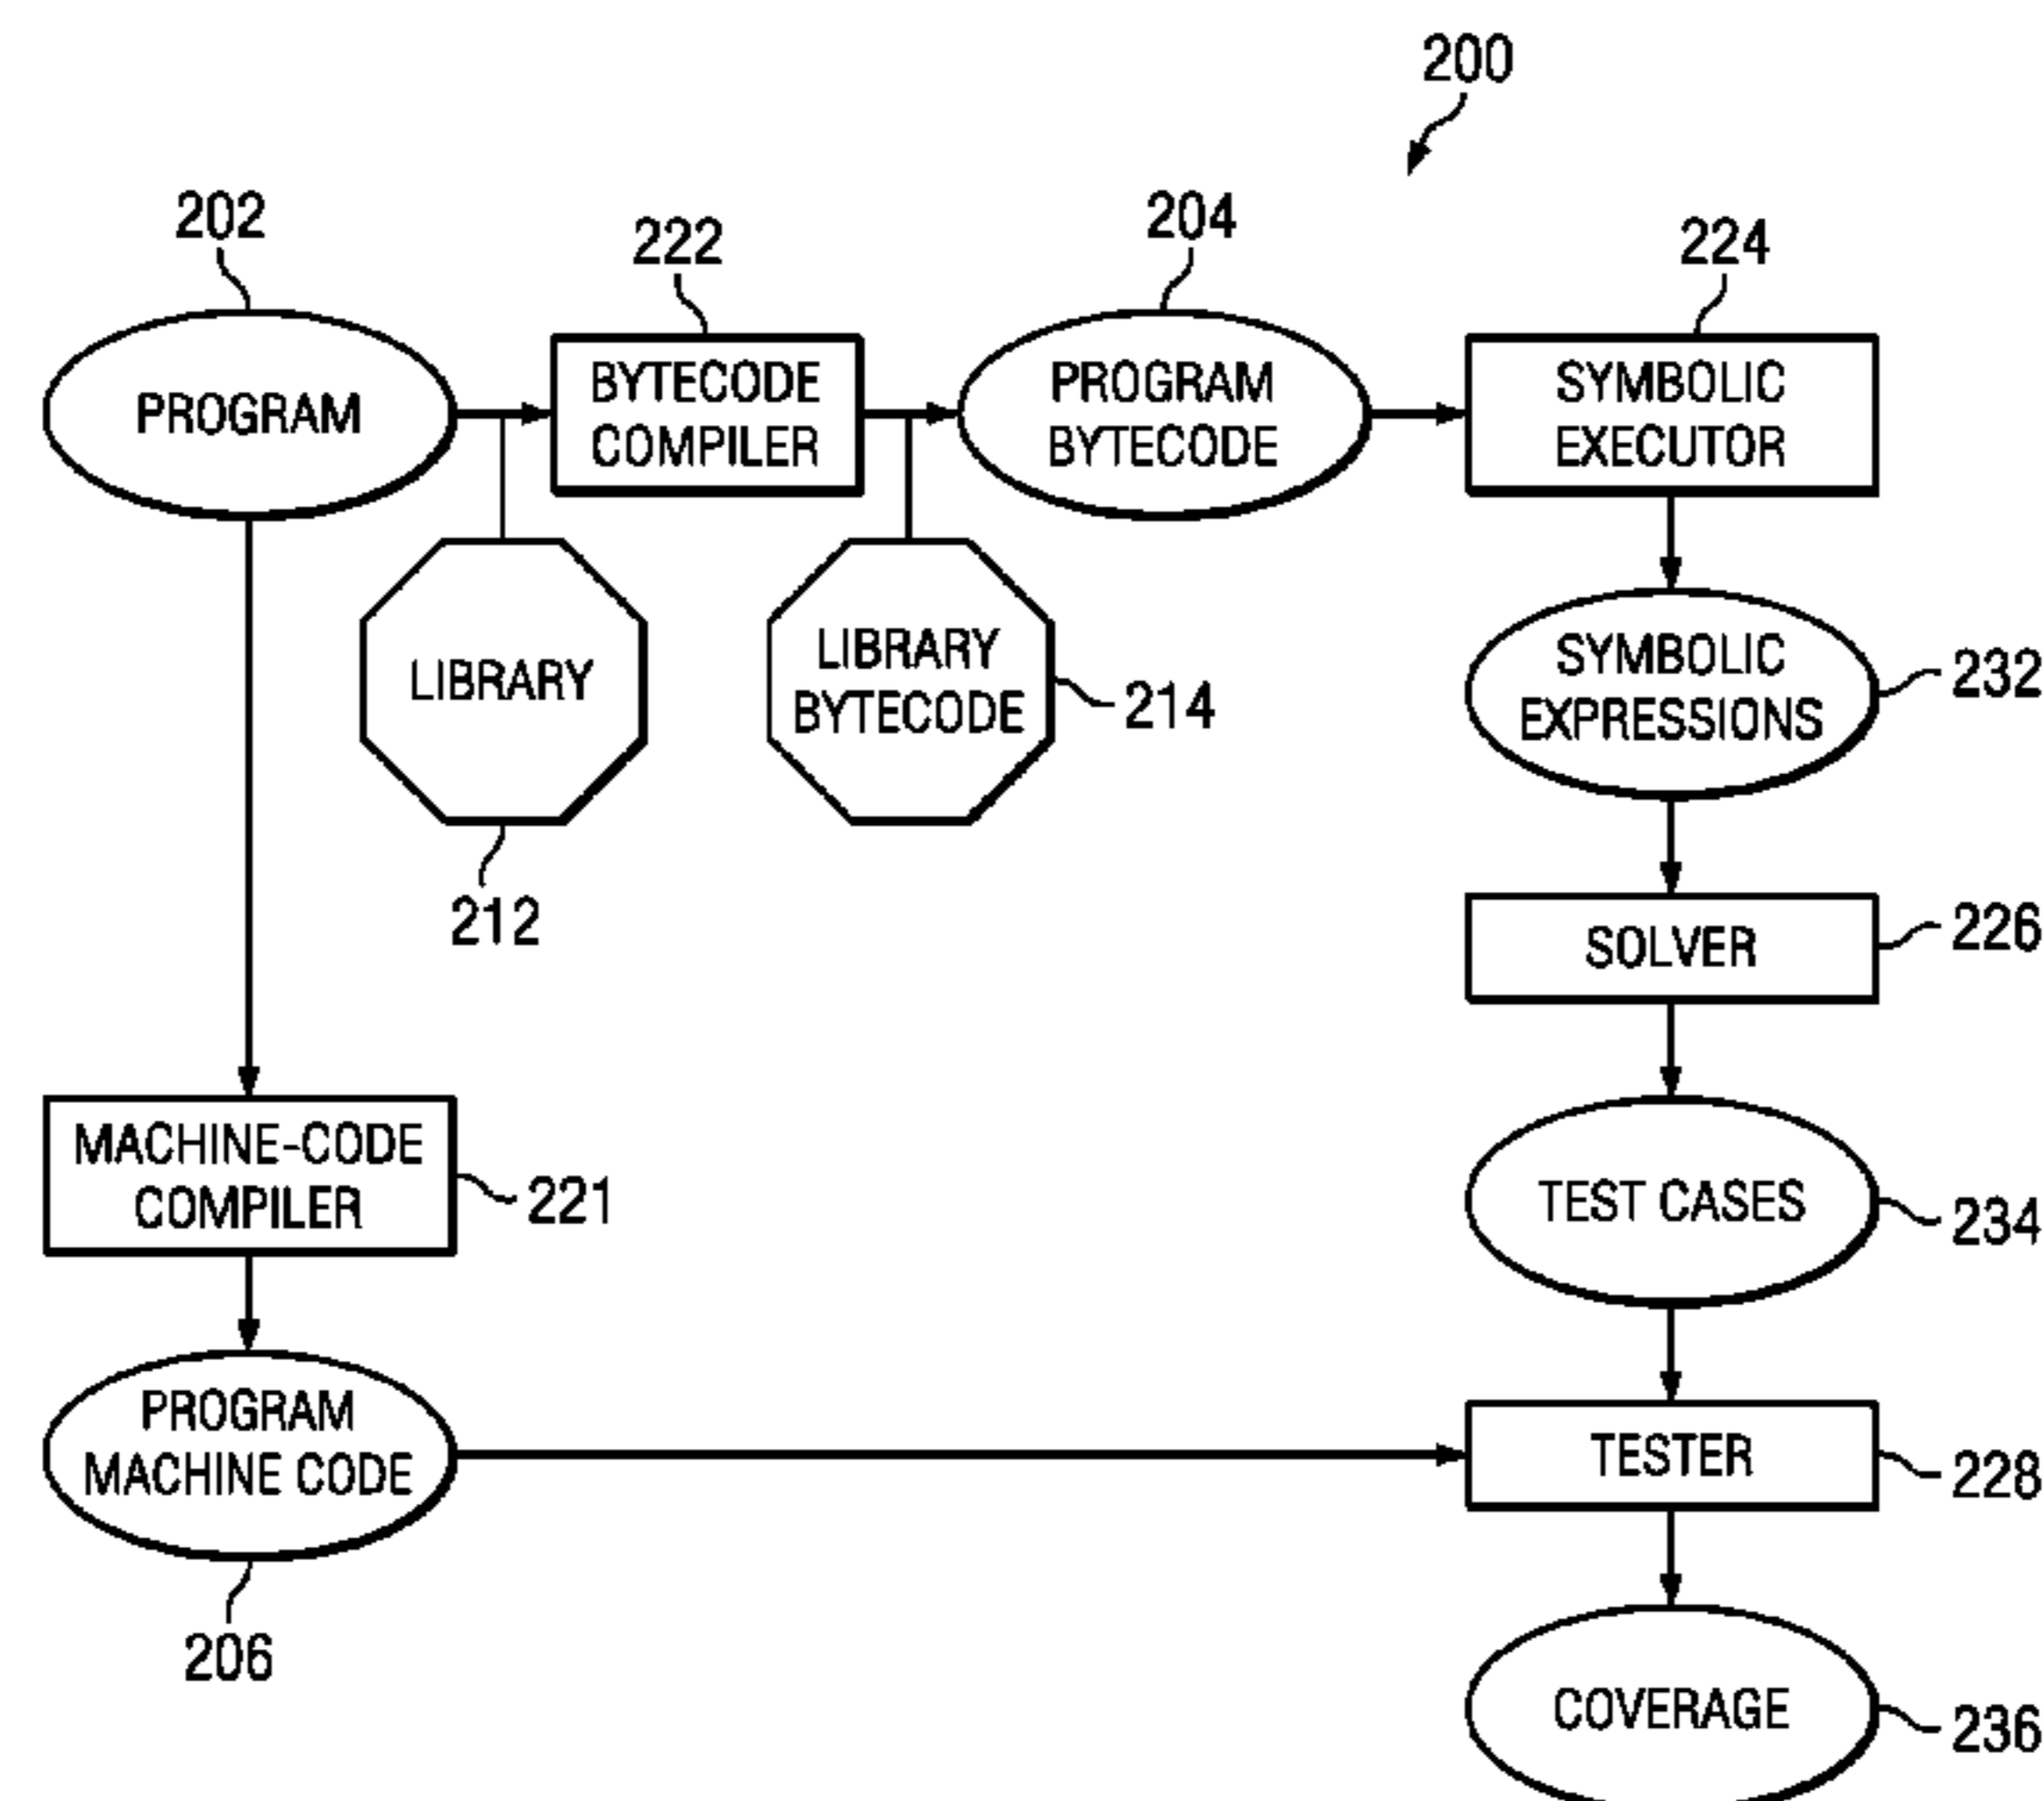 200
202
222
204
224
PROGRAM
BYTECODE
COMPILER
PROGRAM
BYTECODE
SYMBOLIC
EXECUTOR
LIBRARY
LIBRARY
BYTECODE
214
SYMBOLIC
EXPRESSIONS
232
212
SOLVER
226
MACHINE-CODE
COMPILER
221
TEST CASES
234
PROGRAM
MACHINE CODE
TESTER
228
206
COVERAGE
236